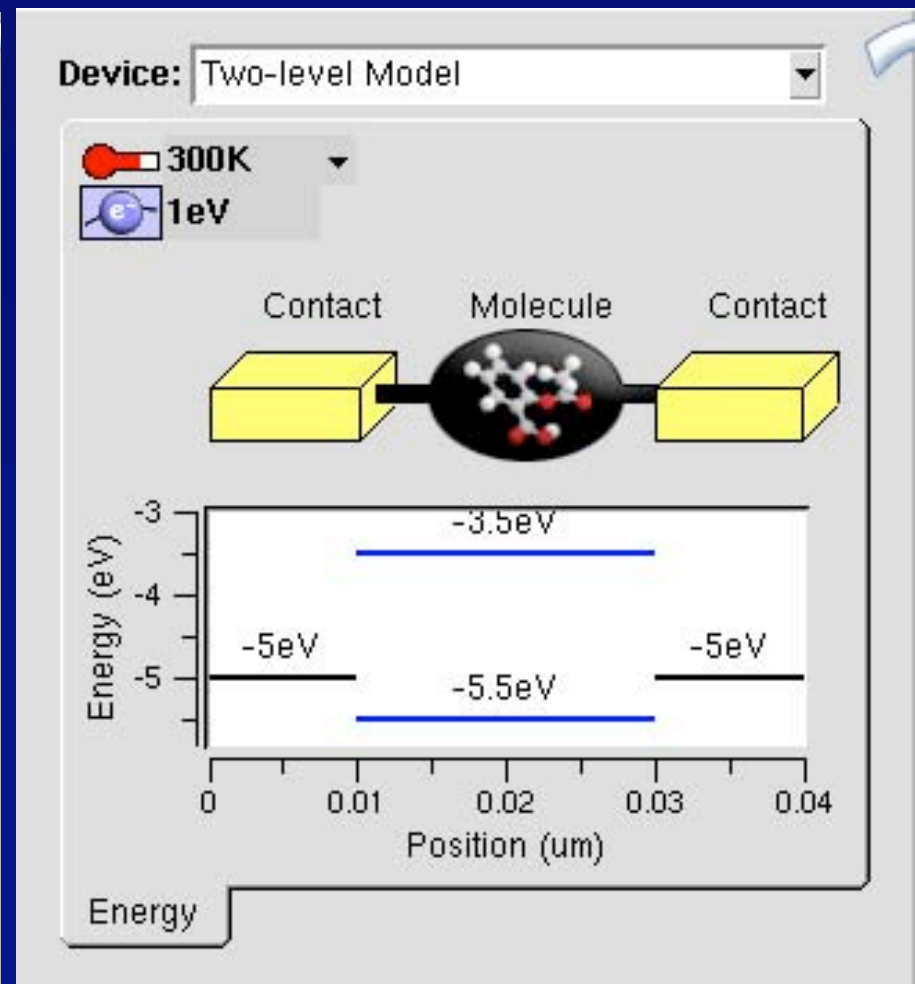 Device: Two-level Model
300K
e-
1eV
Contact Molecule Contact
Energy (eV)
-3
-4
-5
-3.5eV
-5eV
-5eV
-5.5eV
0 0.01 0.02 0.03 0.04
Position (um)
Energy